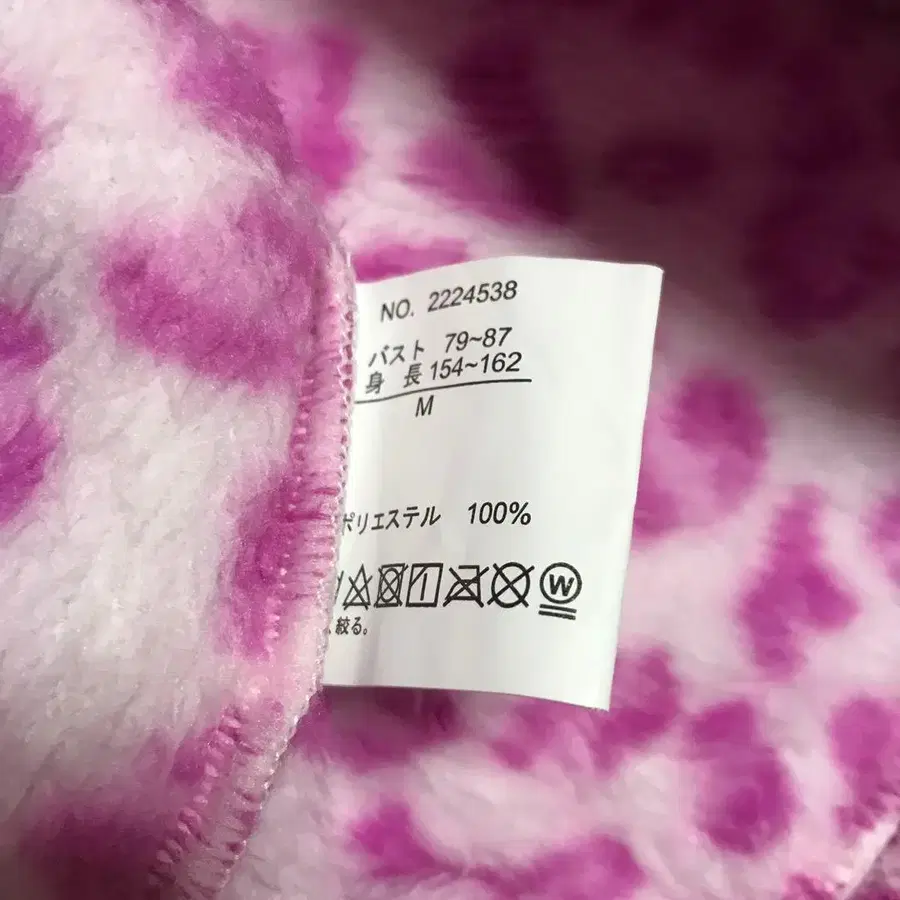 NO. 2224538
バスト 79~87
身 長 154~162
M
ポリエステル 100%
W
絞る。